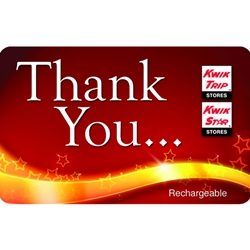 Thank
You...
KWIK
TRIP
STORES
KWIK
STAR
STORES
Rechargeable